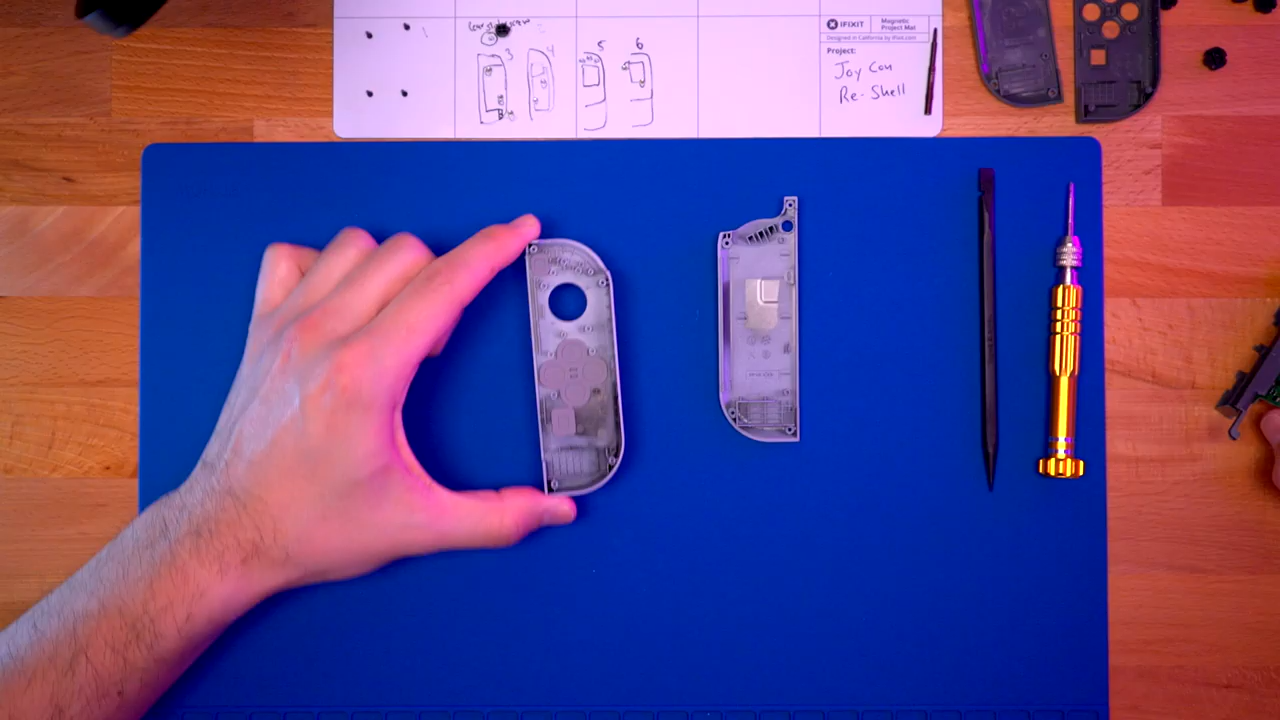 IFIXIT
Magnetic
Project Mat
Designed in California by iFixit.com
Project:
Joy Con
Re-Shell
3
4
5
6